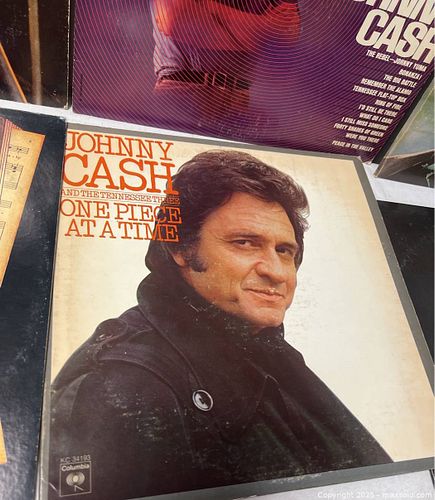 CASH
THE REBEL—JOHNNY YUMA
BONANZA!
THE BIG BATTLE
REMEMBER THE ALAMO
TENNESSEE FLAT-TOP BOX
RING OF FIRE
I'D STILL BE THERE
WHAT DO I CARE
I STILL MISS SOMEONE
FORTY SHADES OF GREEN
WERE YOU THERE
PEACE IN THE VALLEY
JOHNNY
CASH
AND THE TENNESSEE THREE
ONE PIECE
AT A TIME
KC 34193
Columbia
Copyright 2025 - maxsold.com